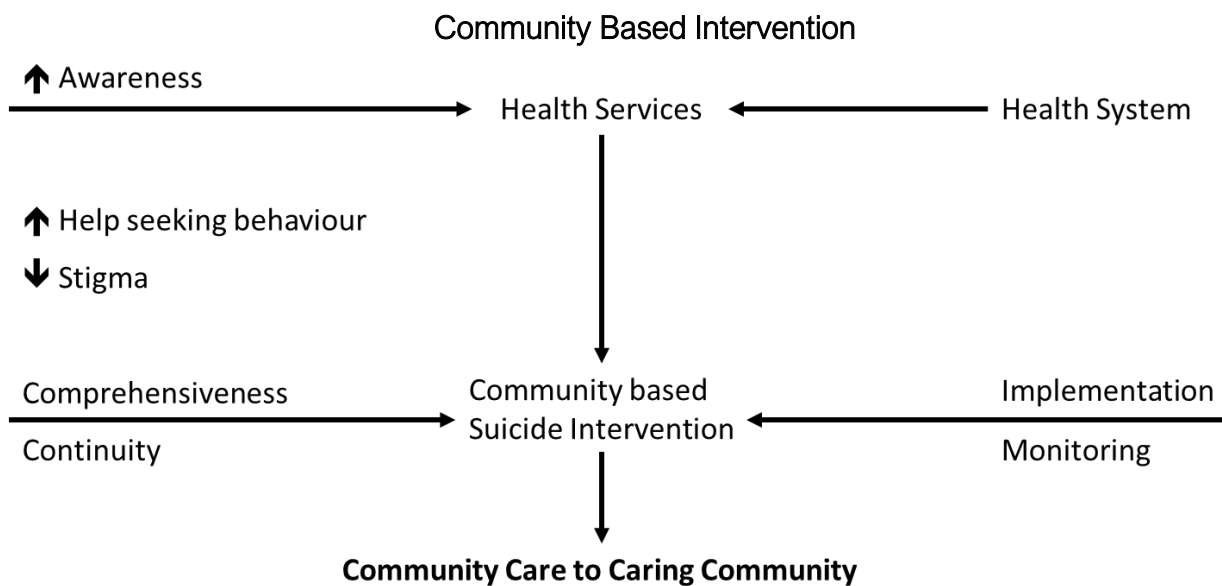 Community Based Intervention
↑ Awareness
Health Services
Health System
↑ Help seeking behaviour
↓ Stigma
Comprehensiveness
Continuity
Community based
Suicide Intervention
Implementation
Monitoring
Community Care to Caring Community